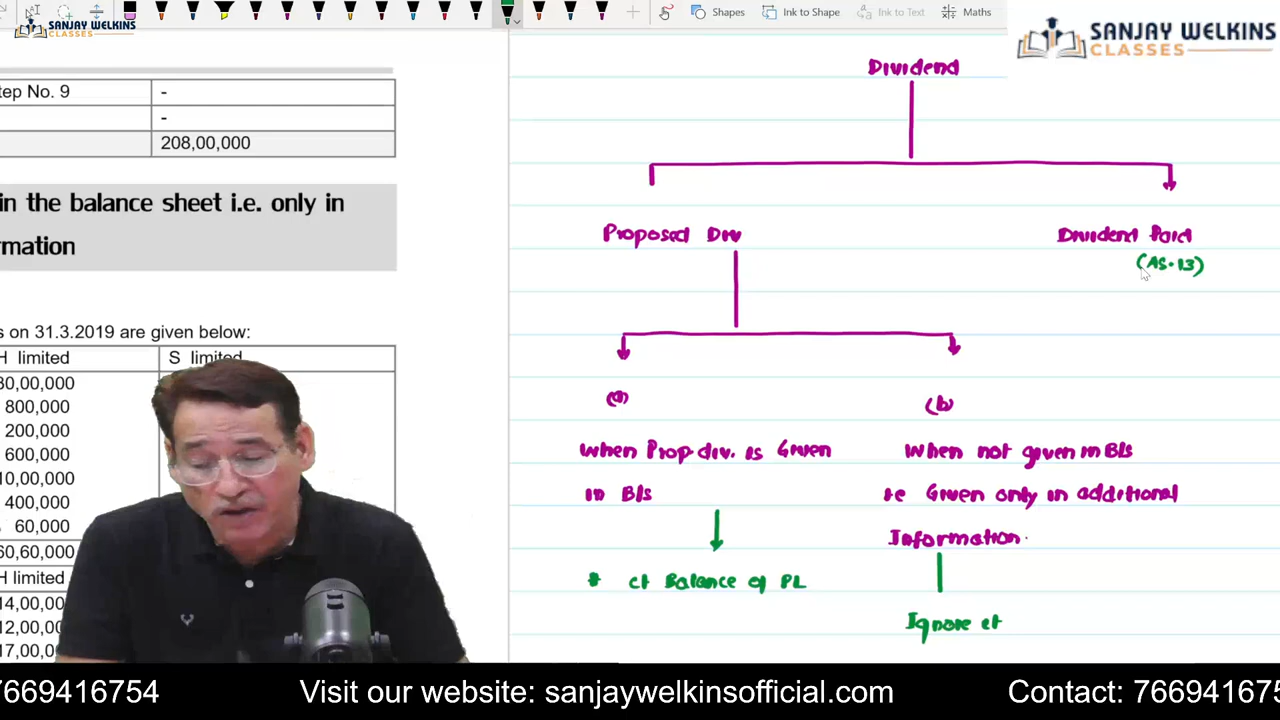 Shapes
Ink to Shape
Ink to Text
Maths
SANJAY WELKINS
CLASSES
SANJAY WELKINS
CLASSES
tep No. 9
-
-
208,00,000
in the balance sheet i.e. only in
rmation
s on 31.3.2019 are given below:
H limited
S limited
30,00,000
800,000
200,000
600,000
10,00,000
400,000
60,000
60,60,000
H limited
14,00,00
12,00,00
17,00,
Dividend
Proposed Div
Dividend Paid
(AS-13)
(a)
(b)
When Prop. div. is Given
in B/s
When not given in B/s
ie Given only in additional
Information.
* Ct Balance of PL
Ignore it
7669416754
Visit our website: sanjaywelkinsofficial.com
Contact: 766941675